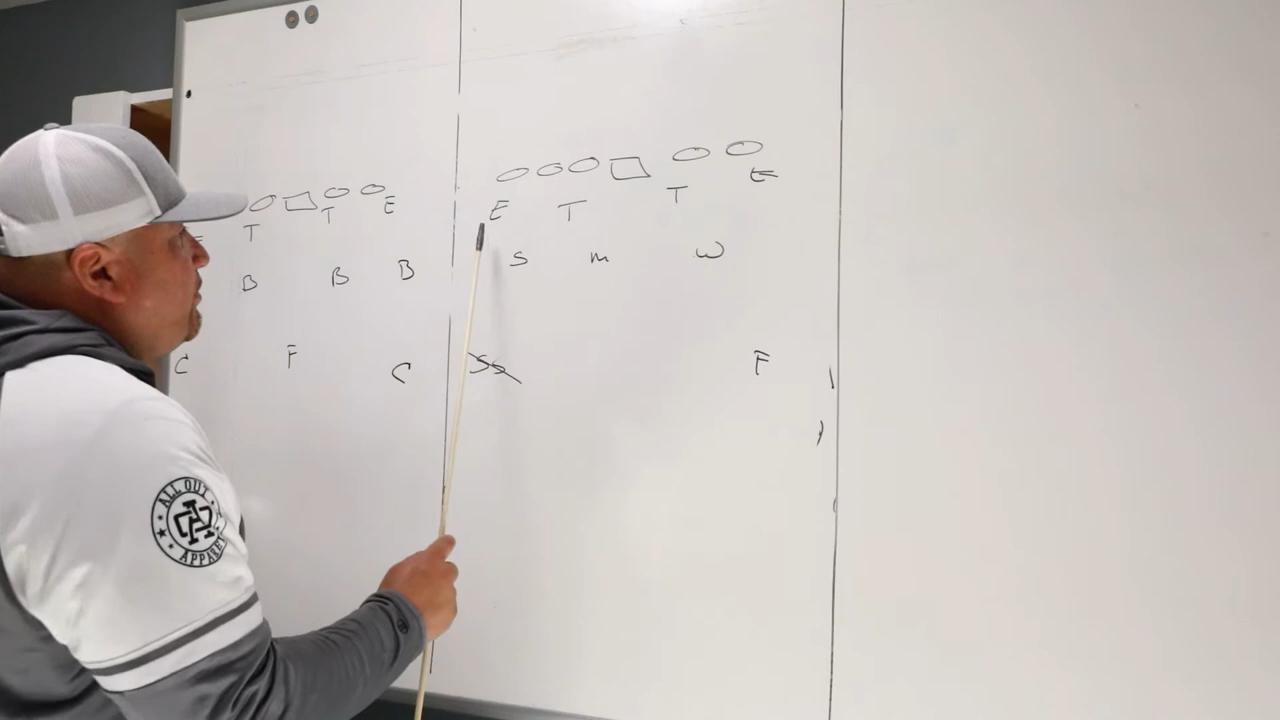 E
T T E
E T T
S M W
B B B
C F C
SS F
ALL OUT
APPAREL